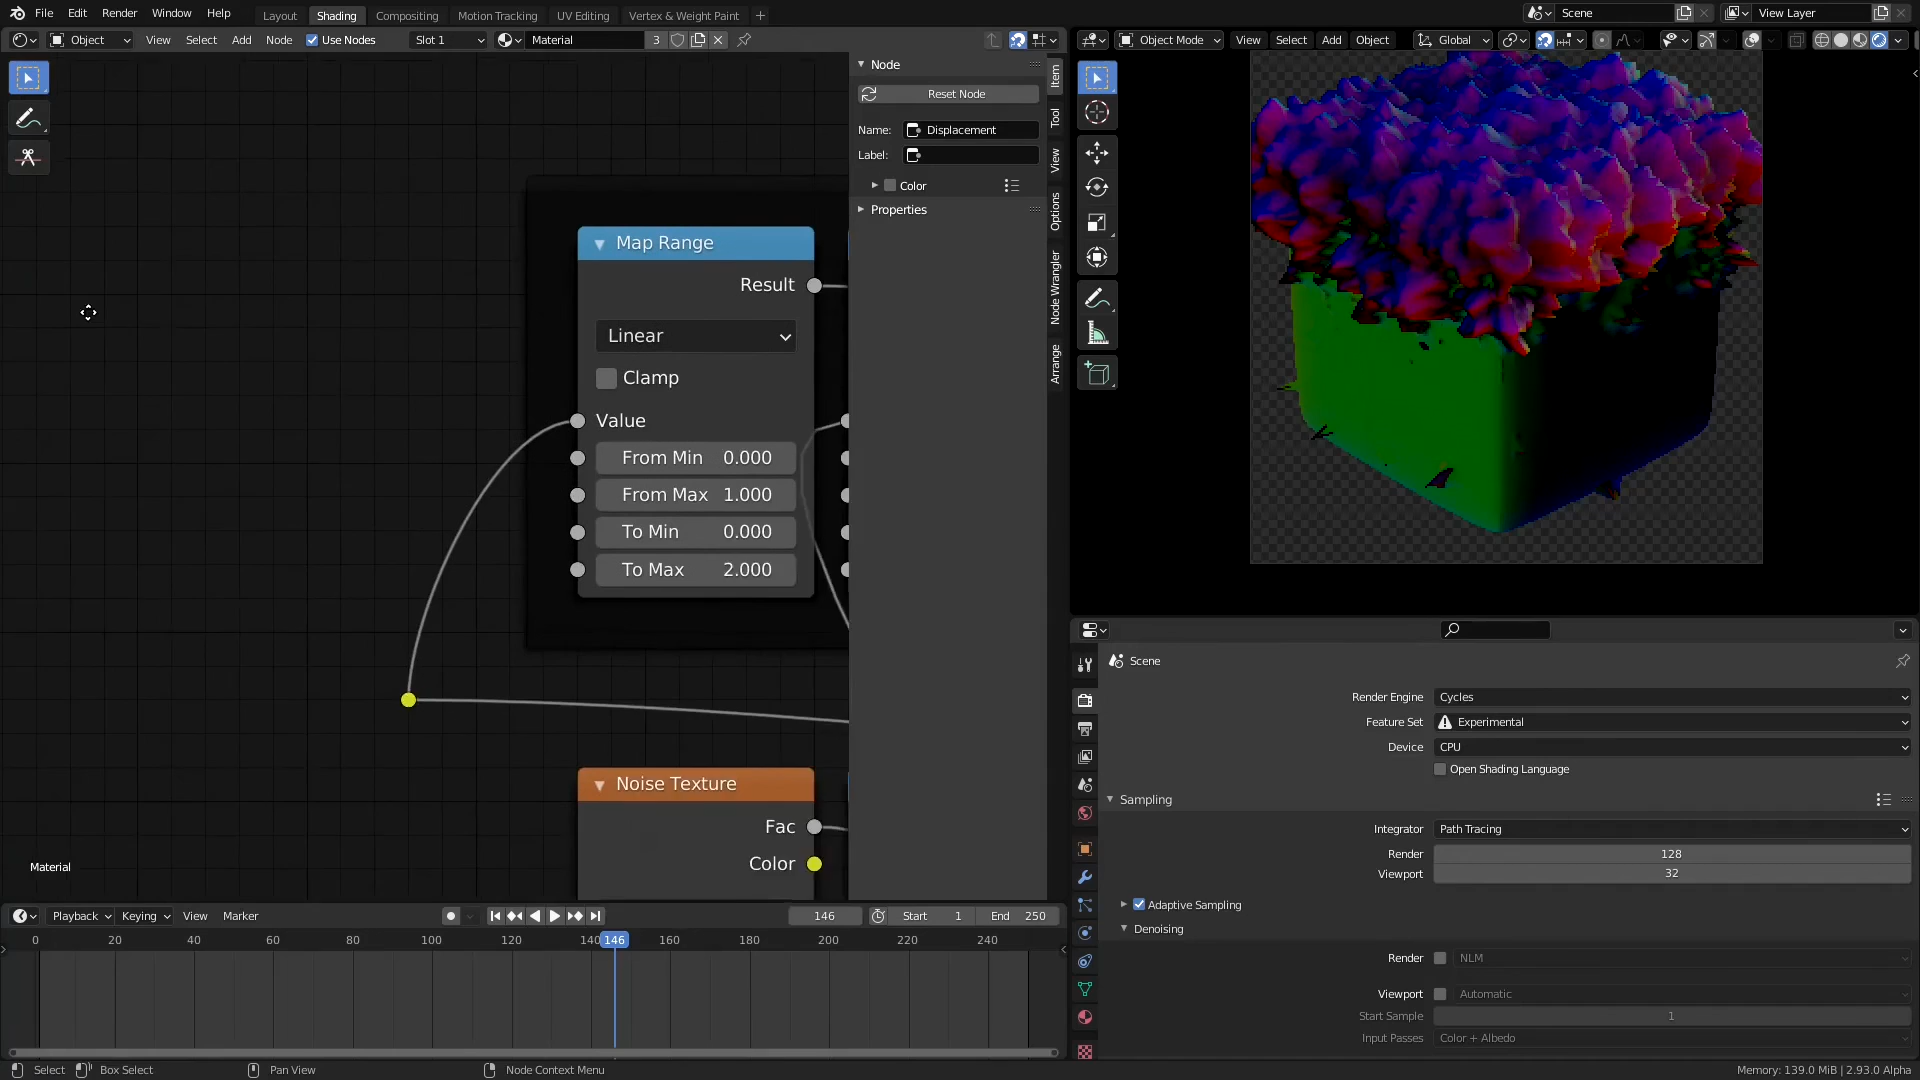 File Edit Render Window Help Layout Shading Compositing Motion Tracking UV Editing Vertex & Weight Paint + Scene View Layer
Object View Select Add Node Use Nodes Slot 1 Material 3 Object Mode View Select Add Object Global
Node
Reset Node
Name: Displacement
Label:
Color
Properties
Item
Tool
View
Options
Node Wrangler
Arrange
Map Range
Result
Linear
Clamp
Value
From Min 0.000
From Max 1.000
To Min 0.000
To Max 2.000
Noise Texture
Fac
Color
Material
Scene
Render Engine Cycles
Feature Set Experimental
Device CPU
Open Shading Language
Sampling
Integrator Path Tracing
Render 128
Viewport 32
Adaptive Sampling
Denoising
Render NLM
Viewport Automatic
Start Sample 1
Input Passes Color + Albedo
Playback Keying View Marker 146 Start 1 End 250
0 20 40 60 80 100 120 140 146 160 180 200 220 240
Select Box Select Pan View Node Context Menu Memory: 139.0 MiB | 2.93.0 Alpha